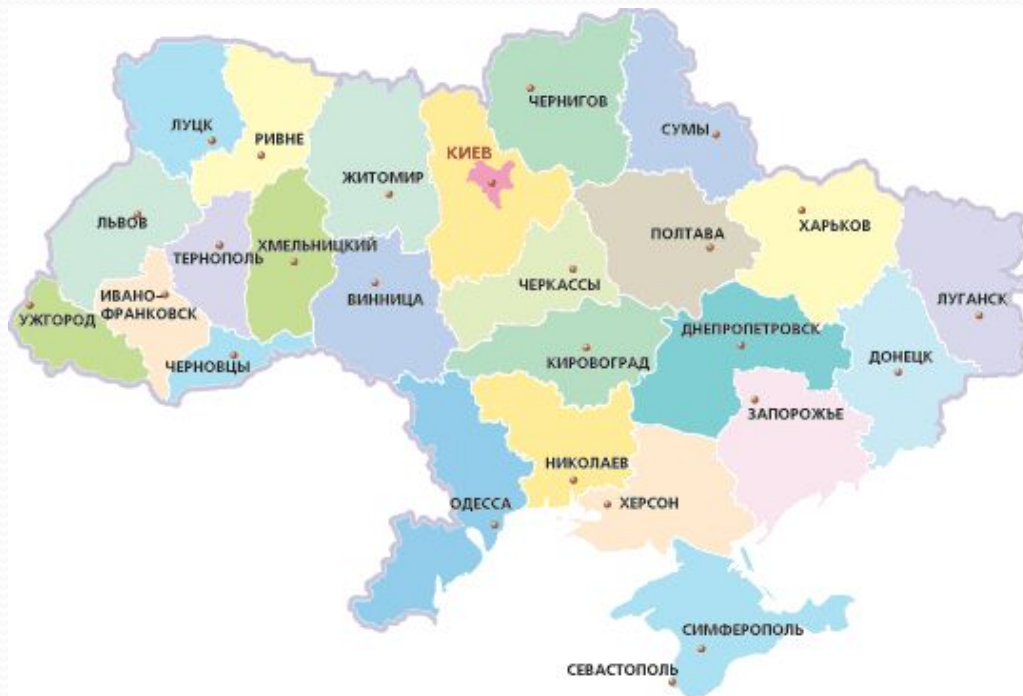 ЧЕРНИГОВ
ЛУЦК
СУМЫ
РИВНЕ
КИЕВ
ЖИТОМИР
ЛЬВОВ
ХАРЬКОВ
ПОЛТАВА
ХМЕЛЬНИЦКИЙ
ТЕРНОПОЛЬ
ЧЕРКАССЫ
ИВАНО-
ФРАНКОВСК
ВИННИЦА
ЛУГАНСК
УЖГОРОД
ДНЕПРОПЕТРОВСК
ДОНЕЦК
КИРОВОГРАД
ЧЕРНОВЦЫ
ЗАПОРОЖЬЕ
НИКОЛАЕВ
ОДЕССА
ХЕРСОН
СИМФЕРОПОЛЬ
СЕВАСТОПОЛЬ